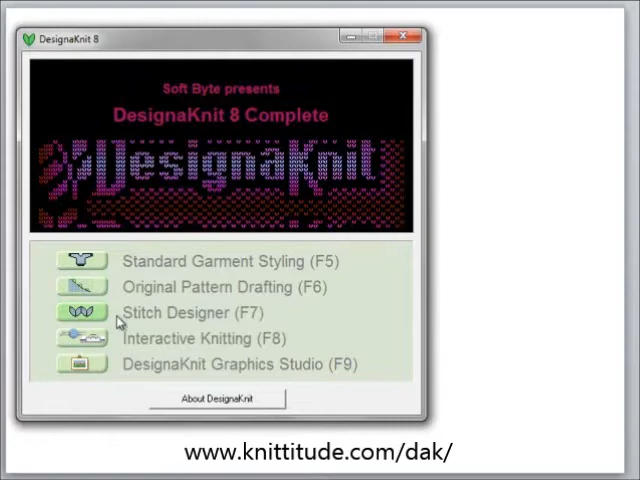 DesignaKnit 8
Soft Byte presents
DesignaKnit 8 Complete
DesignaKnit
Standard Garment Styling (F5)
Original Pattern Drafting (F6)
Stitch Designer (F7)
Interactive Knitting (F8)
DesignaKnit Graphics Studio (F9)
About DesignaKnit
www.knittitude.com/dak/